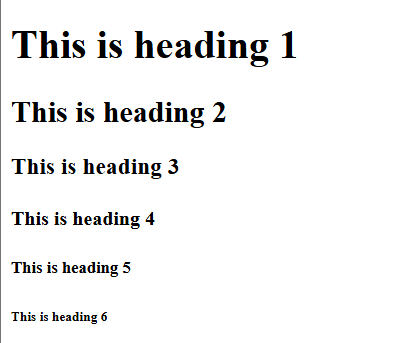 This is heading 1
This is heading 2
This is heading 3
This is heading 4
This is heading 5
This is heading 6